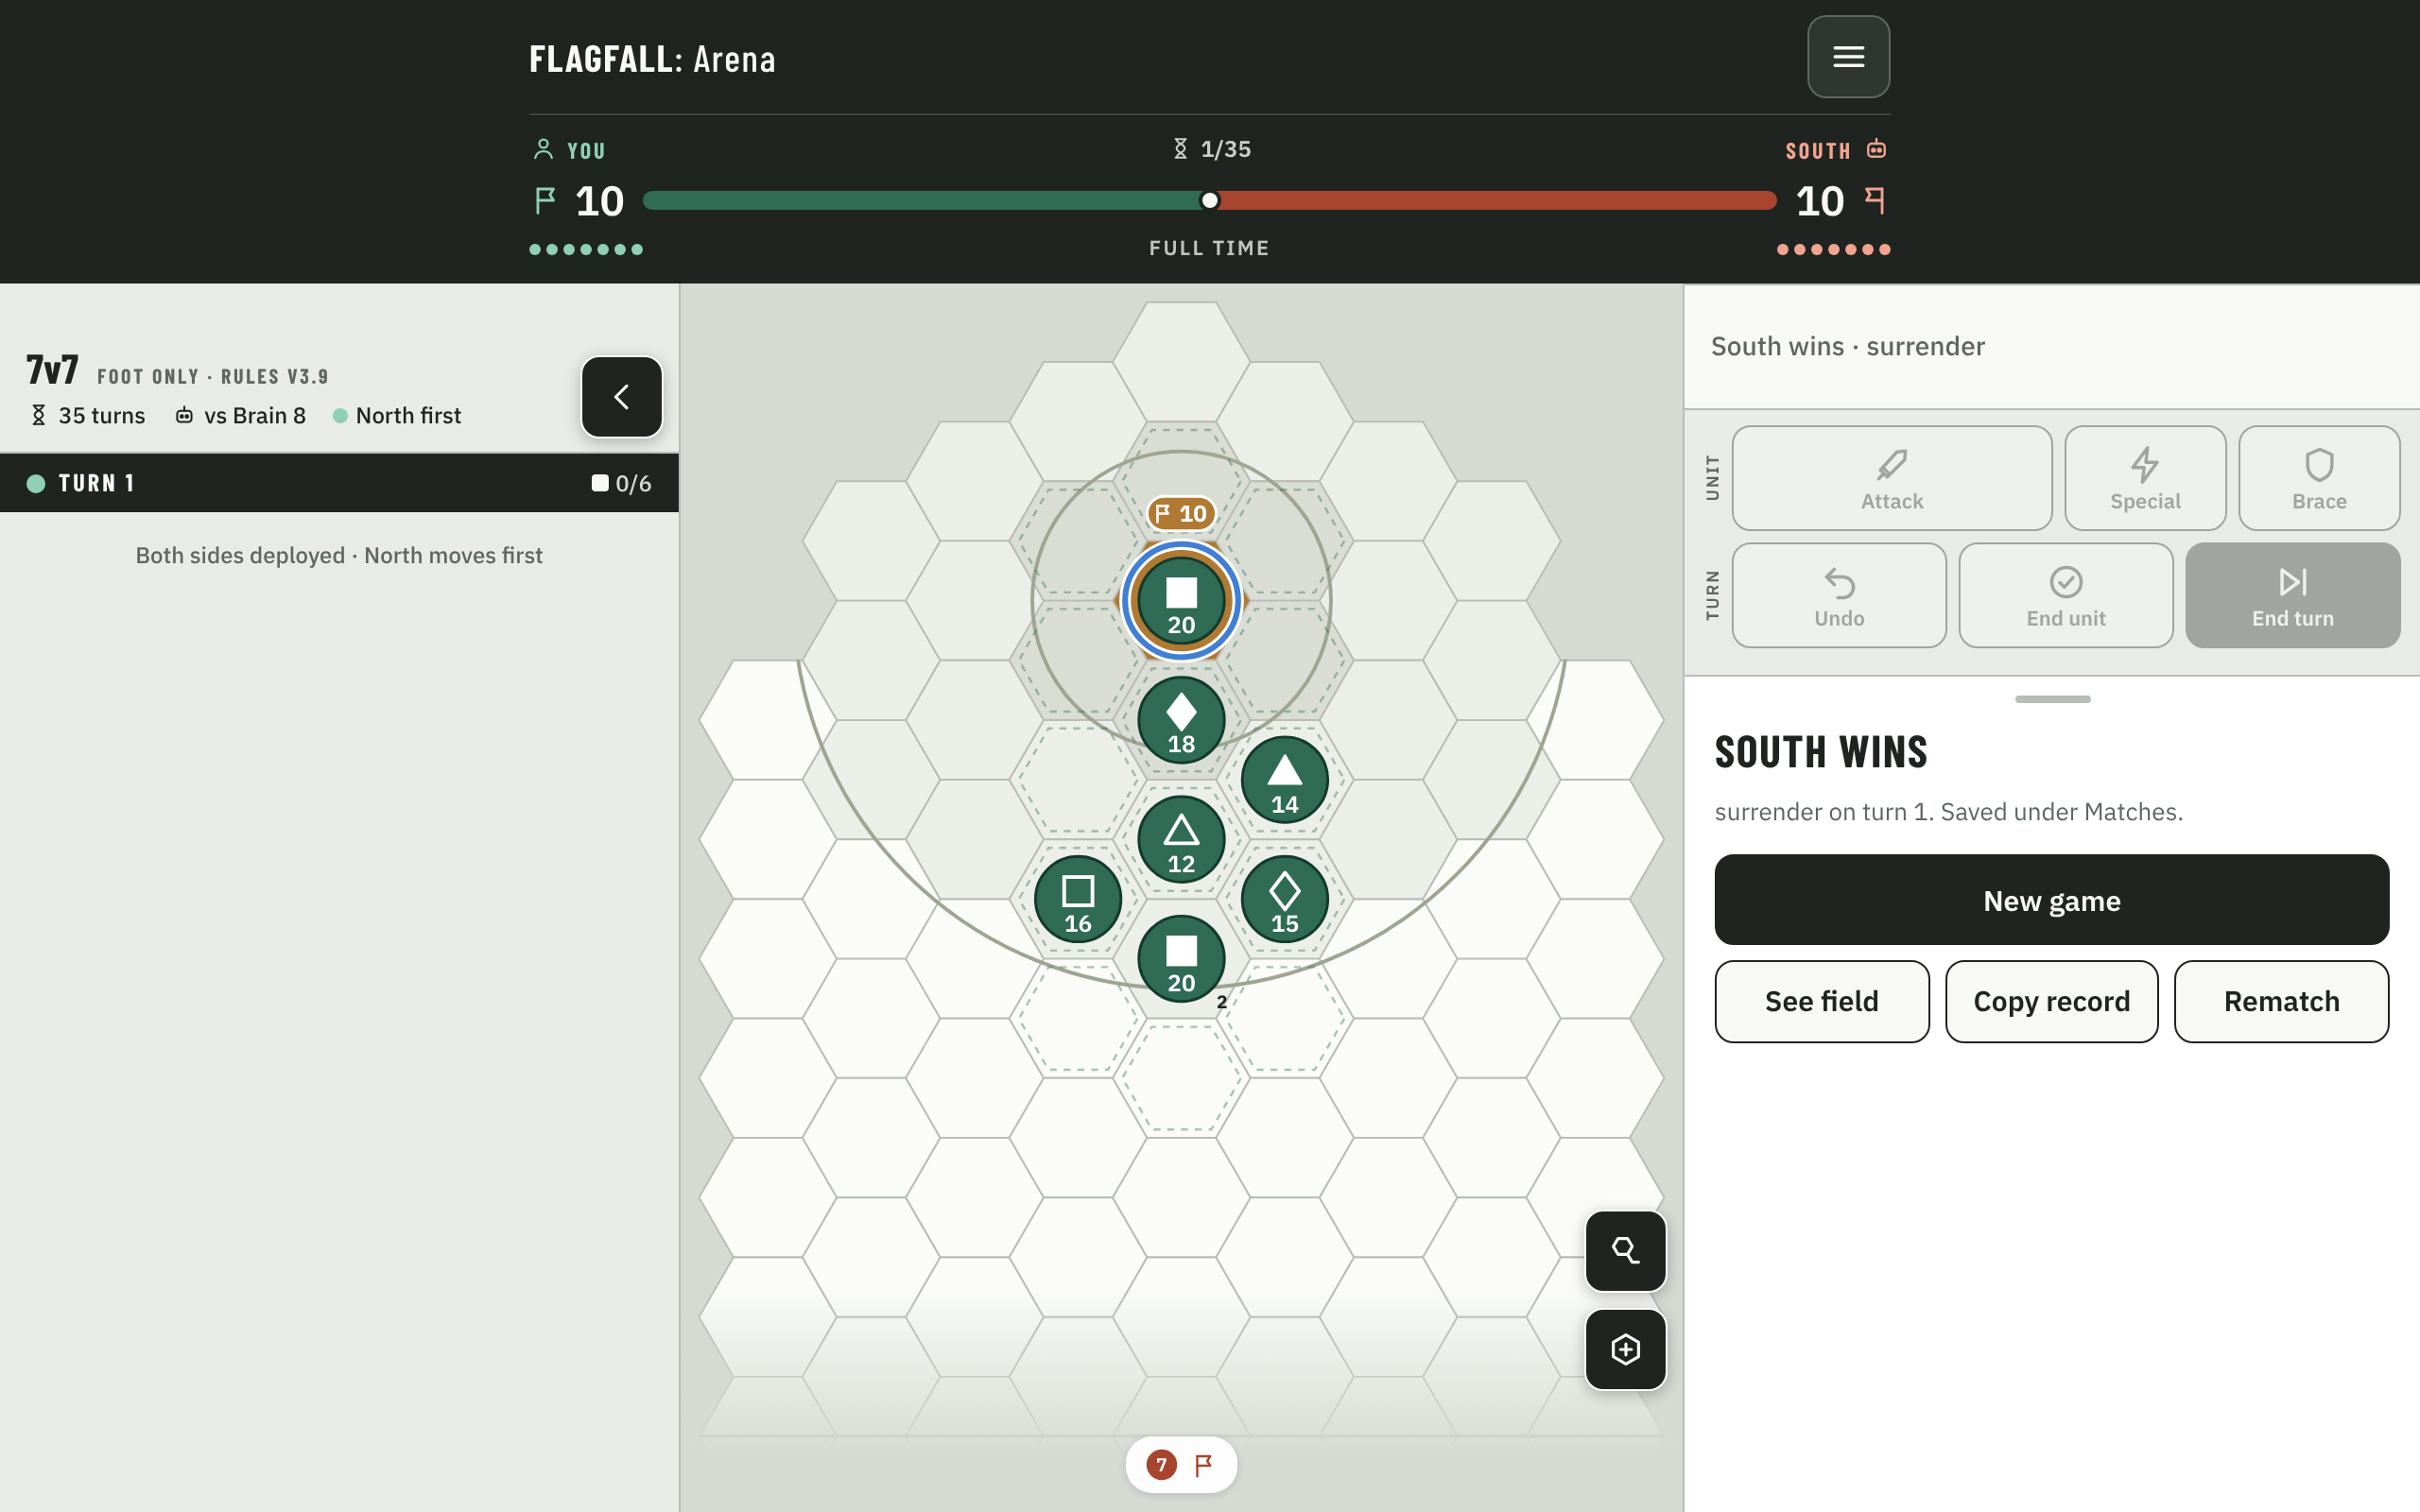 FLAGFALL: Arena
YOU
1/35
SOUTH
10
10
FULL TIME
7v7 FOOT ONLY · RULES V3.9
35 turns vs Brain 8 North first
TURN 1 0/6
Both sides deployed · North moves first
10
20
18
14
12
16
15
20
2
7
South wins · surrender
UNIT
Attack
Special
Brace
TURN
Undo
End unit
End turn
SOUTH WINS
surrender on turn 1. Saved under Matches.
New game
See field
Copy record
Rematch